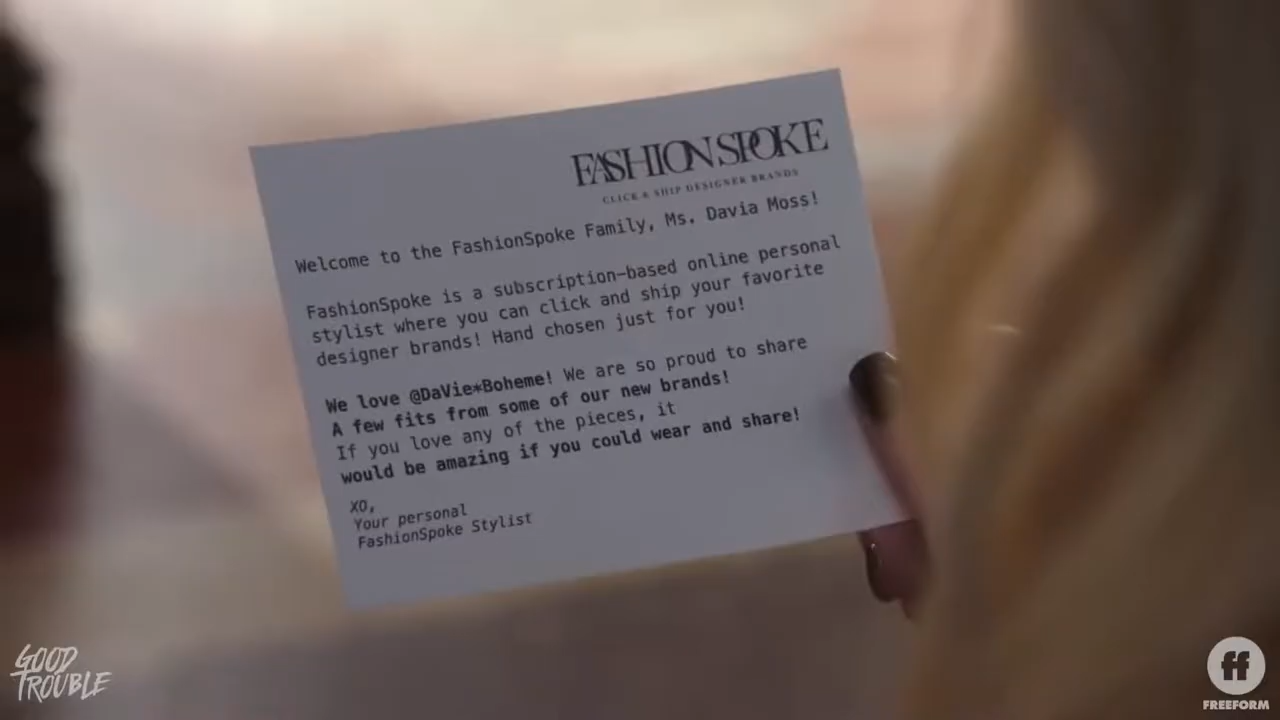 FASHION SPOKE
CLICK & SHIP DESIGNER BRANDS
Welcome to the FashionSpoke Family, Ms. Davia Moss!
FashionSpoke is a subscription-based online personal
stylist where you can click and ship your favorite
designer brands! Hand chosen just for you!
We love @DaVie*Boheme! We are so proud to share
A few fits from some of our new brands!
If you love any of the pieces, it
would be amazing if you could wear and share!
XO,
Your personal
FashionSpoke Stylist
GOOD
TROUBLE
ff
FREEFORM